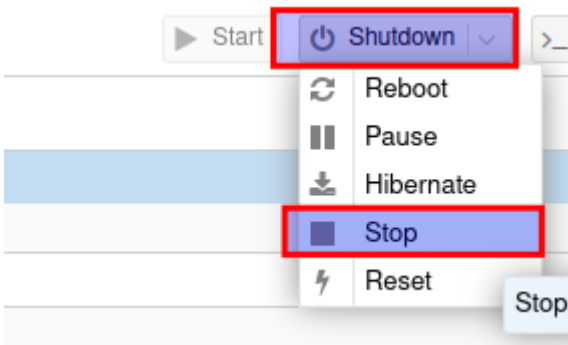 Start
Shutdown
>_
Reboot
Pause
Hibernate
Stop
Reset
Stop